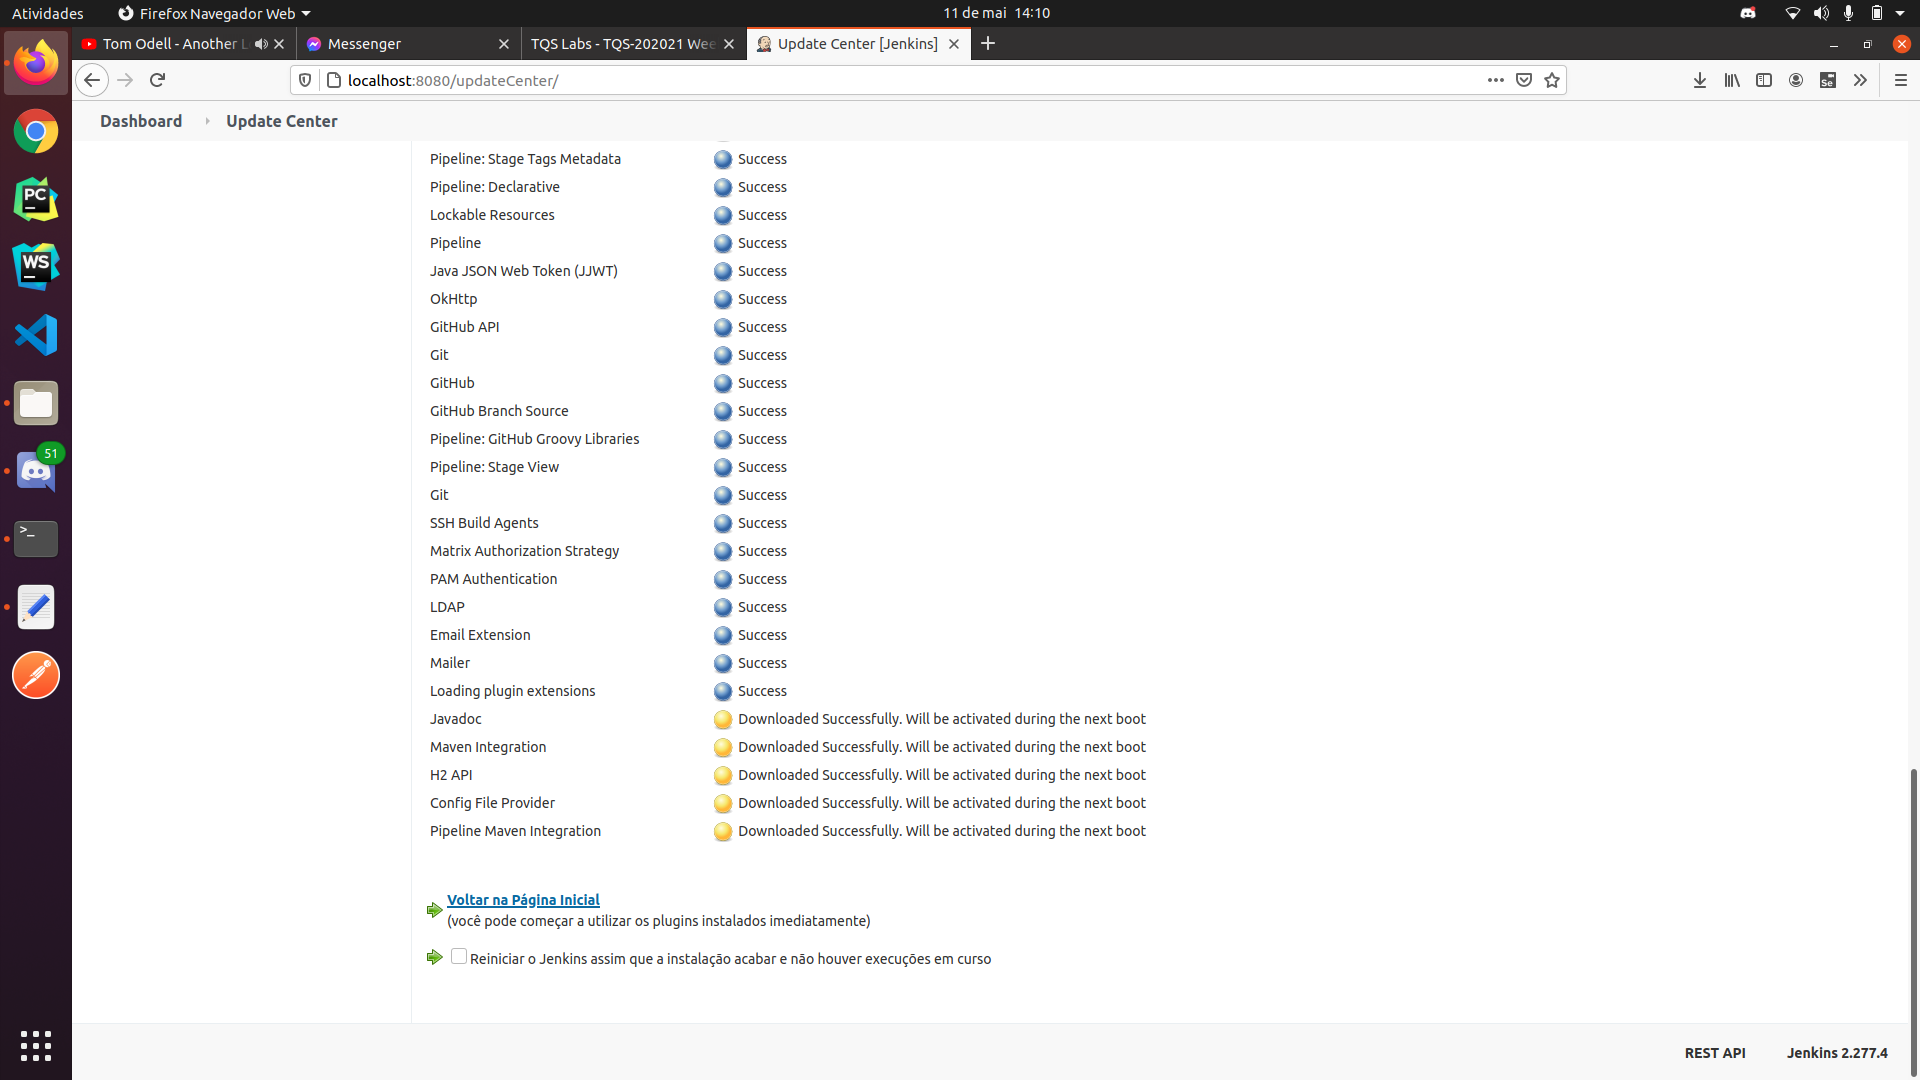 Atividades
Firefox Navegador Web
11 de mai 14:10
Tom Odell - Another L
Messenger
TQS Labs - TQS-202021 Wee
Update Center [Jenkins]
localhost:8080/updateCenter/
Se
Dashboard
Update Center
Pipeline: Stage Tags Metadata Success
Pipeline: Declarative Success
Lockable Resources Success
Pipeline Success
Java JSON Web Token (JJWT) Success
OkHttp Success
GitHub API Success
Git Success
GitHub Success
GitHub Branch Source Success
Pipeline: GitHub Groovy Libraries Success
Pipeline: Stage View Success
Git Success
SSH Build Agents Success
Matrix Authorization Strategy Success
PAM Authentication Success
LDAP Success
Email Extension Success
Mailer Success
Loading plugin extensions Success
Javadoc Downloaded Successfully. Will be activated during the next boot
Maven Integration Downloaded Successfully. Will be activated during the next boot
H2 API Downloaded Successfully. Will be activated during the next boot
Config File Provider Downloaded Successfully. Will be activated during the next boot
Pipeline Maven Integration Downloaded Successfully. Will be activated during the next boot
Voltar na Página Inicial
(você pode começar a utilizar os plugins instalados imediatamente)
Reiniciar o Jenkins assim que a instalação acabar e não houver execuções em curso
REST API
Jenkins 2.277.4
PC
WS
51
>_